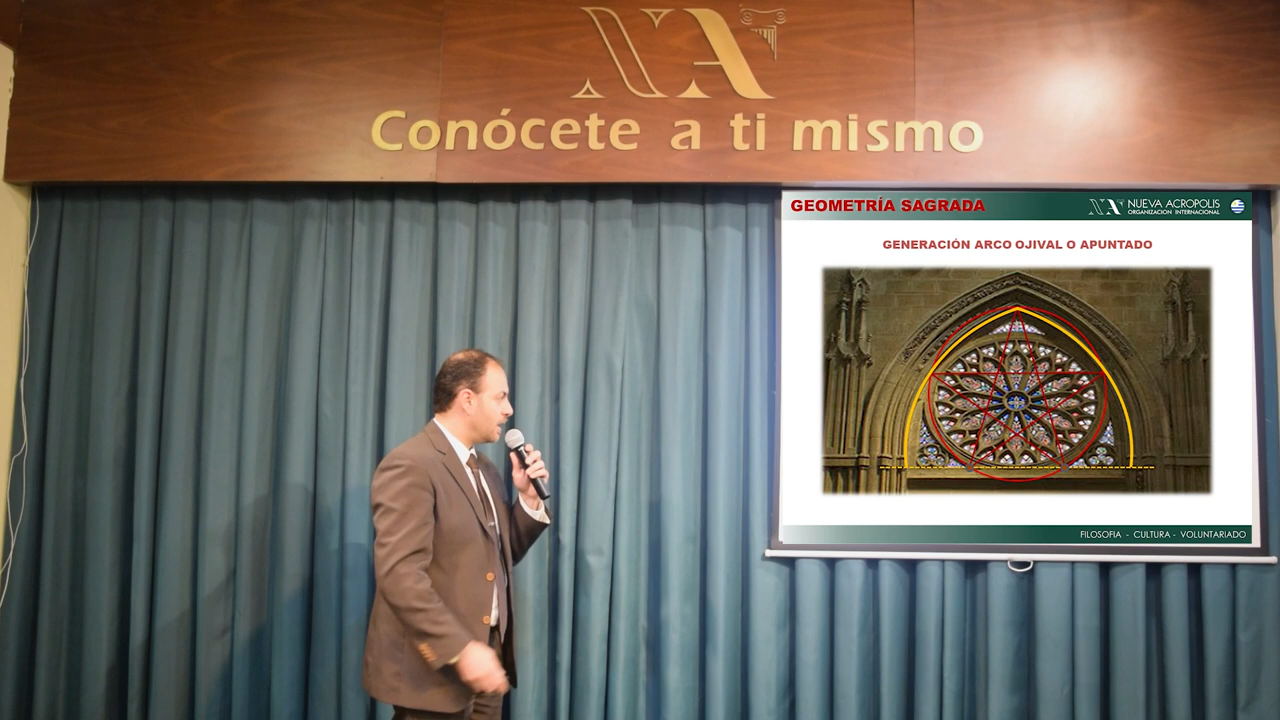 NA
Conócete a ti mismo
GEOMETRÍA SAGRADA
NA NUEVA ACROPOLIS
ORGANIZACION INTERNACIONAL
GENERACIÓN ARCO OJIVAL O APUNTADO
FILOSOFIA - CULTURA - VOLUNTARIADO